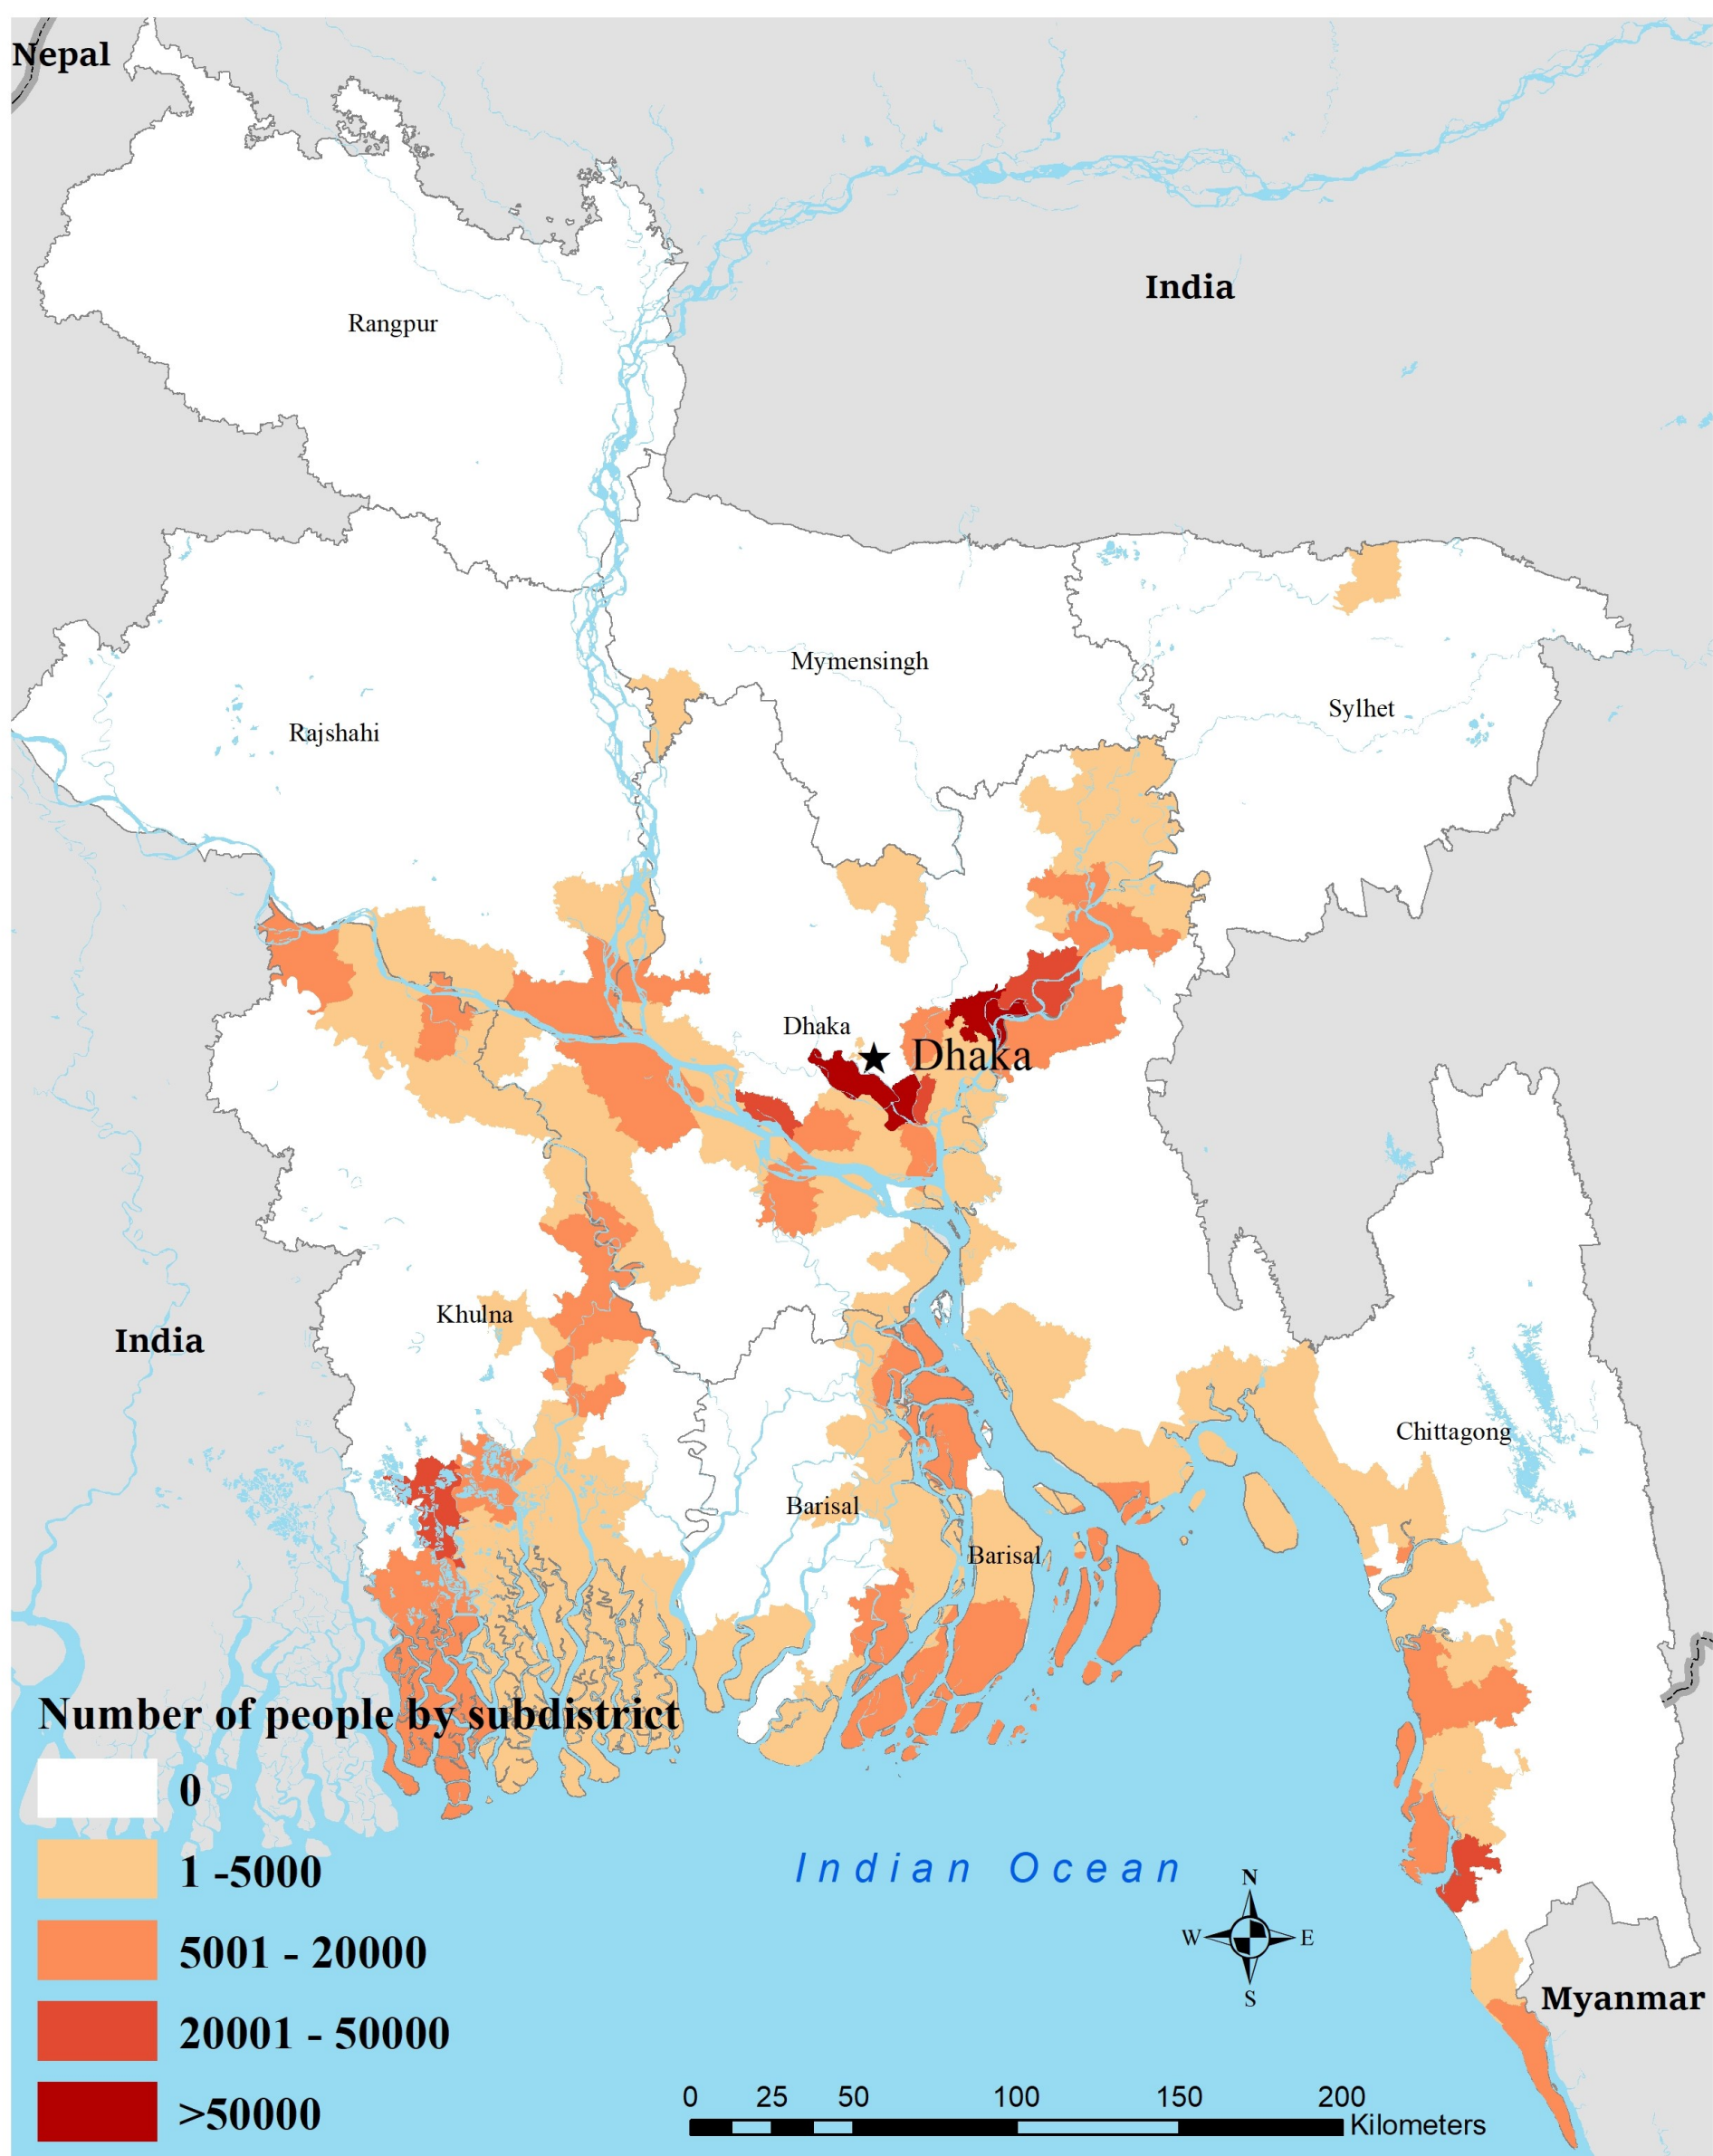 Nepal
India
Rangpur
Mymensingh
Sylhet
Rajshahi
Dhaka
Dhaka
Khulna
India
Chittagong
Barisal
Barisal
Number of people by subdistrict
0
1 -5000
5001 - 20000
20001 - 50000
>50000
Indian Ocean
N
W E
S
Myanmar
0 25 50 100 150 200
Kilometers